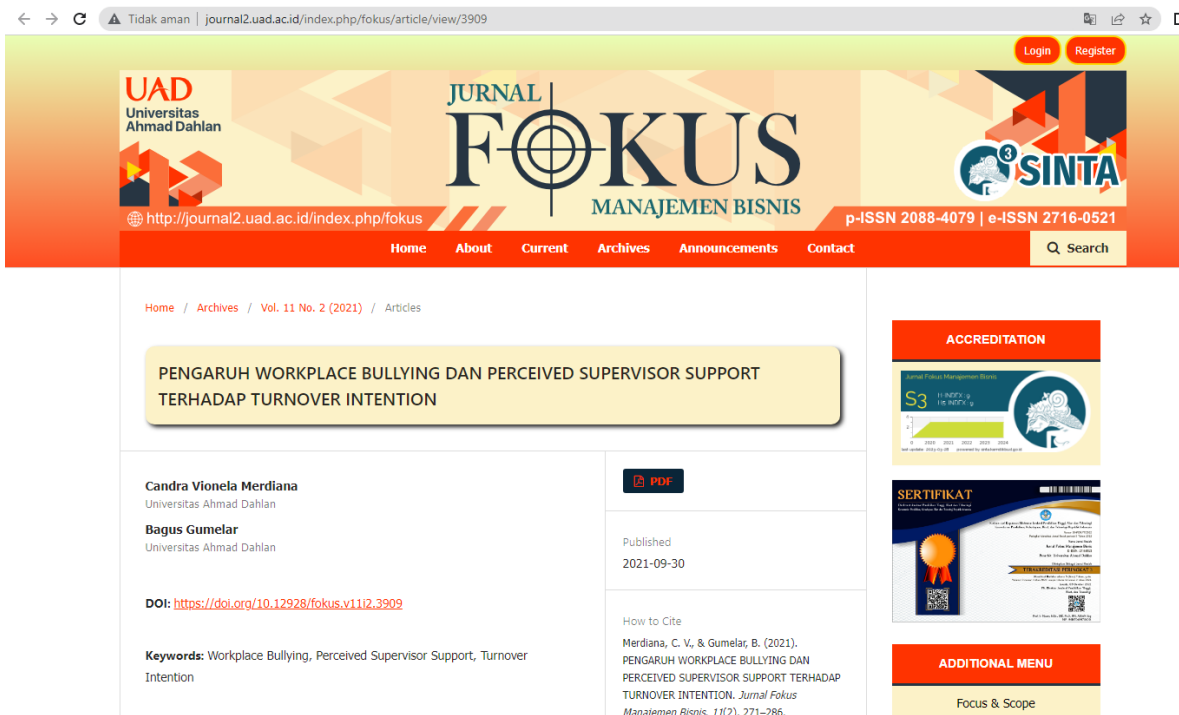 Tidak aman | journal2.uad.ac.id/index.php/fokus/article/view/3909
Login
Register
UAD
Universitas
Ahmad Dahlan
JURNAL
FOKUS
MANAJEMEN BISNIS
3
SINTA
http://journal2.uad.ac.id/index.php/fokus
p-ISSN 2088-4079 | e-ISSN 2716-0521
Home About Current Archives Announcements Contact
Search
Home / Archives / Vol. 11 No. 2 (2021) / Articles
PENGARUH WORKPLACE BULLYING DAN PERCEIVED SUPERVISOR SUPPORT
TERHADAP TURNOVER INTENTION
Candra Vionela Merdiana
Universitas Ahmad Dahlan
Bagus Gumelar
Universitas Ahmad Dahlan
DOI: https://doi.org/10.12928/fokus.v11i2.3909
Keywords: Workplace Bullying, Perceived Supervisor Support, Turnover
Intention
PDF
Published
2021-09-30
How to Cite
Merdiana, C. V., & Gumelar, B. (2021).
PENGARUH WORKPLACE BULLYING DAN
PERCEIVED SUPERVISOR SUPPORT TERHADAP
TURNOVER INTENTION. Jurnal Fokus
Manajemen Bisnis, 11(2), 271–286.
ACCREDITATION
Jurnal Fokus Manajemen Bisnis
S3
H-INDEX : 9
H5-INDEX : 9
SERTIFIKAT
ADDITIONAL MENU
Focus & Scope